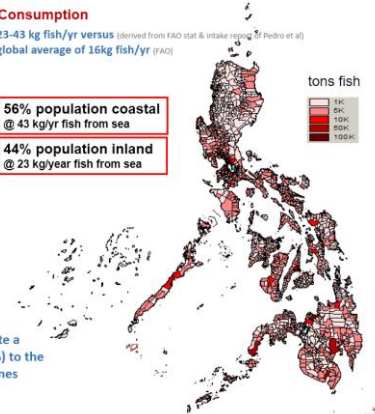 Consumption
23-43 kg fish/yr versus (derived from FAO stat & intake report of Pedro et al)
global average of 16kg fish/yr (FAO)
56% population coastal
@ 43 kg/yr fish from sea
44% population inland
@ 23 kg/year fish from sea
tons fish
1K
5K
10K
50K
100K
te a
) to the
nes